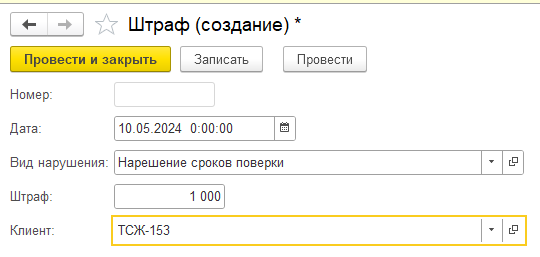 Штраф (создание) *
Провести и закрыть Записать Провести
Номер:
Дата: 10.05.2024 0:00:00
Вид нарушения: Нарешение сроков поверки
Штраф: 1 000
Клиент: ТСЖ-153